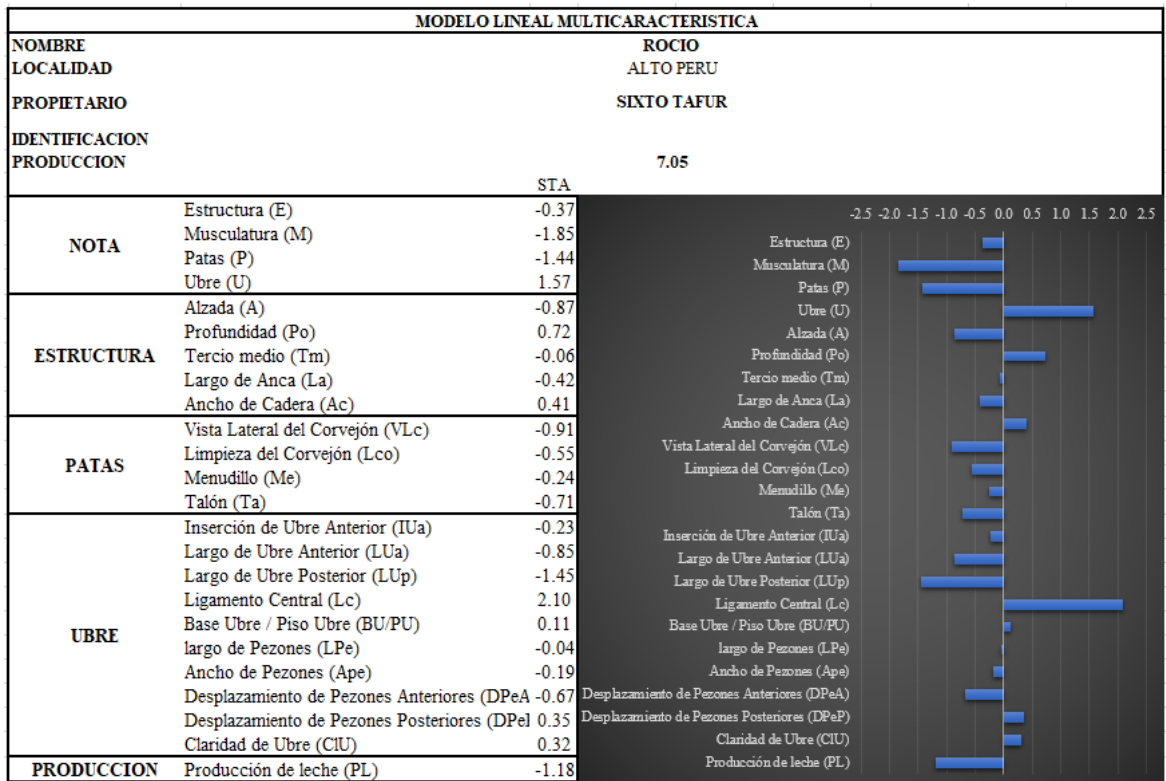 MODELO LINEAL MULTICARACTERISTICA
NOMBRE ROCIO
LOCALIDAD ALTO PERU
PROPIETARIO SIXTO TAFUR
IDENTIFICACION
PRODUCCION 7.05
STA
NOTA
Estructura (E) -0.37
Musculatura (M) -1.85
Patas (P) -1.44
Ubre (U) 1.57
ESTRUCTURA
Alzada (A) -0.87
Profundidad (Po) 0.72
Tercio medio (Tm) -0.06
Largo de Anca (La) -0.42
Ancho de Cadera (Ac) 0.41
PATAS
Vista Lateral del Corvejón (VLc) -0.91
Limpieza del Corvejón (Lco) -0.55
Menudillo (Me) -0.24
Talón (Ta) -0.71
UBRE
Inserción de Ubre Anterior (IUa) -0.23
Largo de Ubre Anterior (LUa) -0.85
Largo de Ubre Posterior (LUp) -1.45
Ligamento Central (Lc) 2.10
Base Ubre / Piso Ubre (BU/PU) 0.11
largo de Pezones (LPe) -0.04
Ancho de Pezones (Ape) -0.19
Desplazamiento de Pezones Anteriores (DPeA -0.67
Desplazamiento de Pezones Posteriores (DPeI 0.35
Claridad de Ubre (ClU) 0.32
PRODUCCION Producción de leche (PL) -1.18
-2.5 -2.0 -1.5 -1.0 -0.5 0.0 0.5 1.0 1.5 2.0 2.5
Estructura (E)
Musculatura (M)
Patas (P)
Ubre (U)
Alzada (A)
Profundidad (Po)
Tercio medio (Tm)
Largo de Anca (La)
Ancho de Cadera (Ac)
Vista Lateral del Corvejón (VLc)
Limpieza del Corvejón (Lco)
Menudillo (Me)
Talón (Ta)
Inserción de Ubre Anterior (IUa)
Largo de Ubre Anterior (LUa)
Largo de Ubre Posterior (LUp)
Ligamento Central (Lc)
Base Ubre / Piso Ubre (BU/PU)
largo de Pezones (LPe)
Ancho de Pezones (Ape)
Desplazamiento de Pezones Anteriores (DPeA)
Desplazamiento de Pezones Posteriores (DPeP)
Claridad de Ubre (ClU)
Producción de leche (PL)